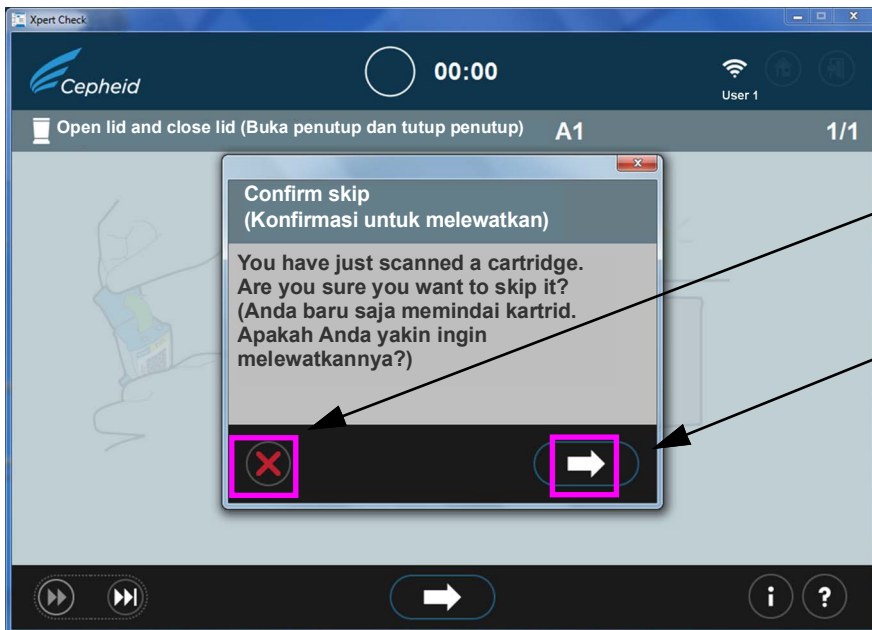 Xpert Check
Cepheid
00:00
User 1
Open lid and close lid (Buka penutup dan tutup penutup)
A1
1/1
Confirm skip
(Konfirmasi untuk melewatkan)
You have just scanned a cartridge.
Are you sure you want to skip it?
(Anda baru saja memindai kartrid.
Apakah Anda yakin ingin
melewatkannya?)
i
?